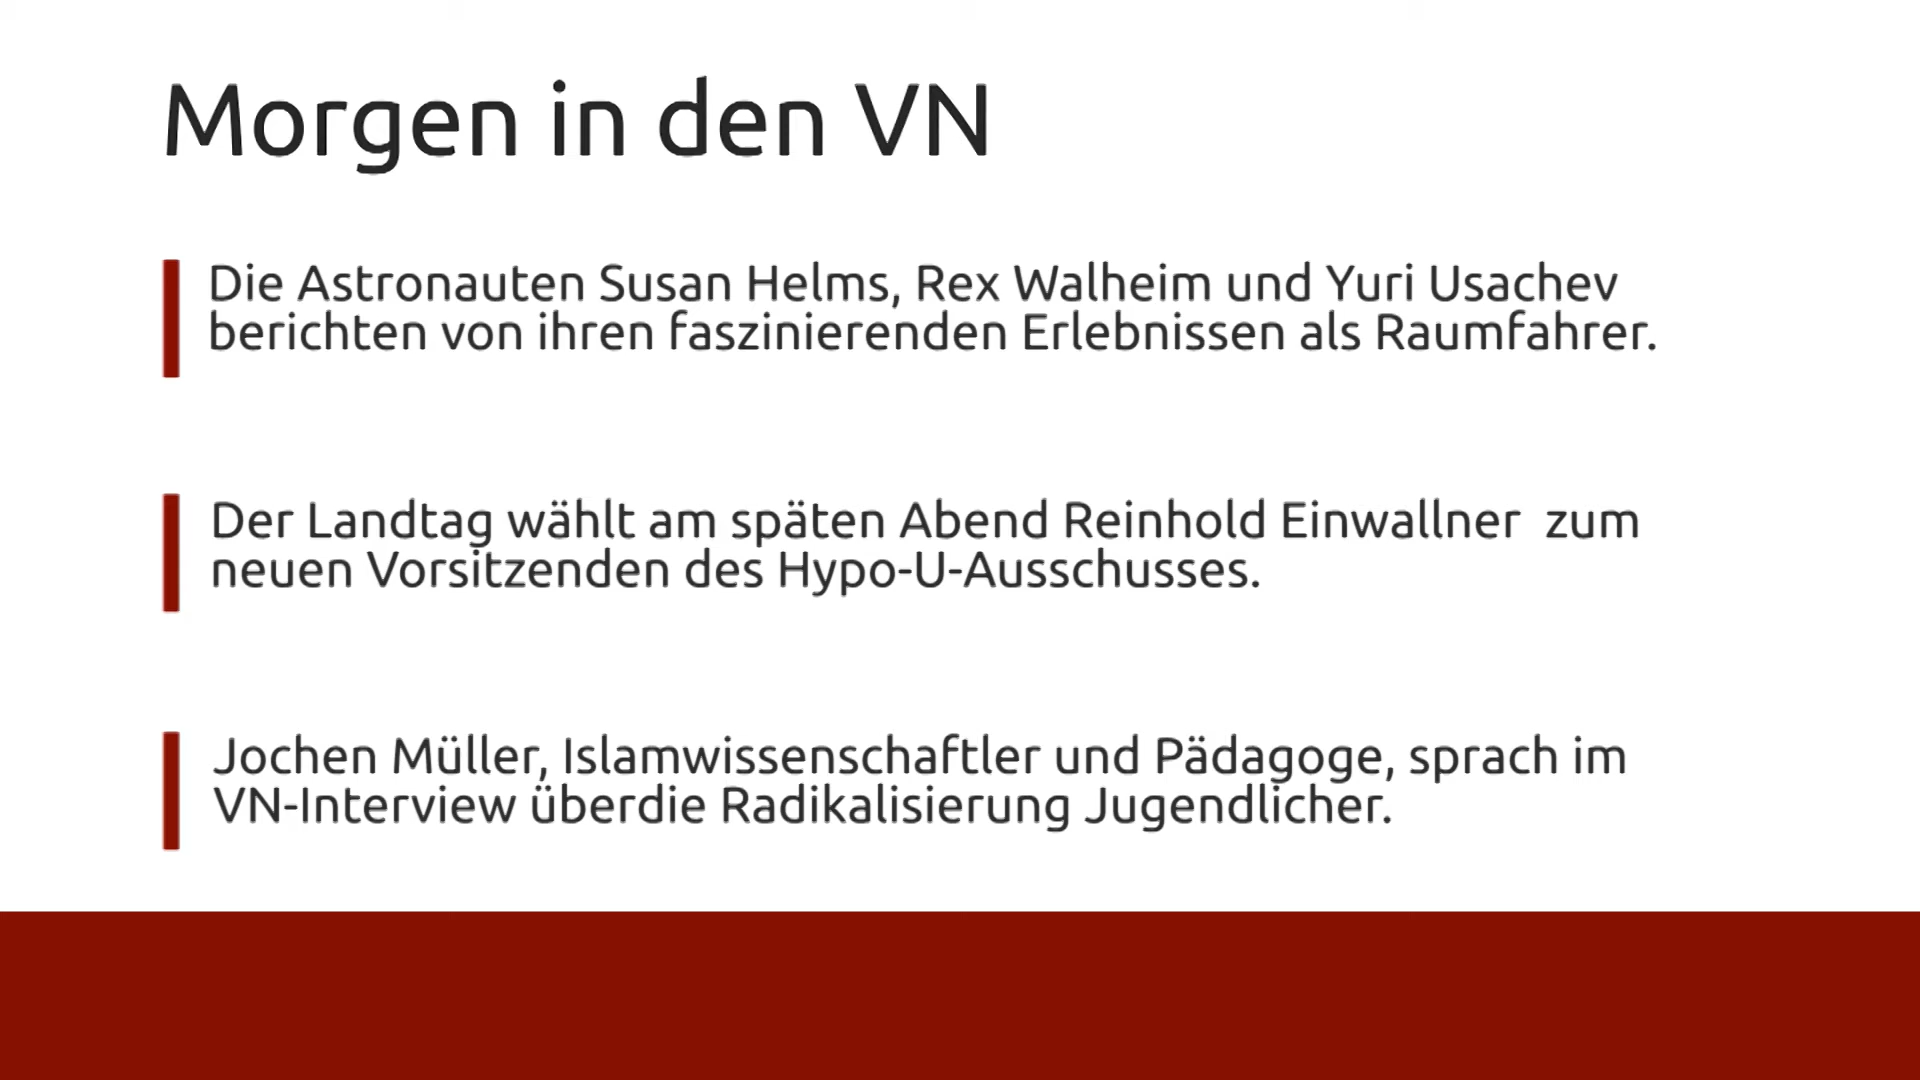 Morgen in den VN
Die Astronauten Susan Helms, Rex Walheim und Yuri Usachev
berichten von ihren faszinierenden Erlebnissen als Raumfahrer.
Der Landtag wählt am späten Abend Reinhold Einwallner  zum
neuen Vorsitzenden des Hypo-U-Ausschusses.
Jochen Müller, Islamwissenschaftler und Pädagoge, sprach im
VN-Interview überdie Radikalisierung Jugendlicher.